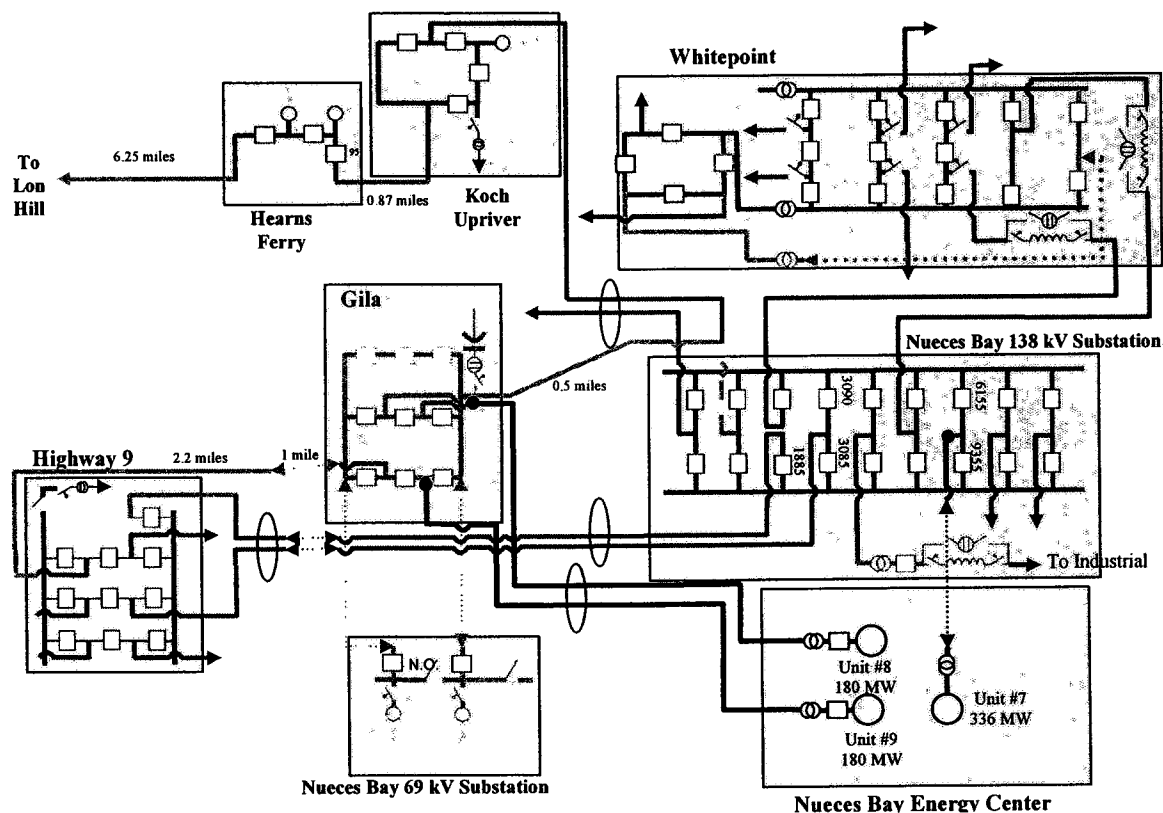 Whitepoint
To
Lon
Hill
6.25 miles
95
Hearns
Ferry
0.87 miles
Koch
Upriver
Gila
Nueces Bay 138 kV Substation
0.5 miles
3090
6155
1885
3085
9355
Highway 9
2.2 miles
1 mile
To Industrial
N.O.
Unit #8
180 MW
Unit #9
180 MW
Unit #7
336 MW
Nueces Bay 69 kV Substation
Nueces Bay Energy Center